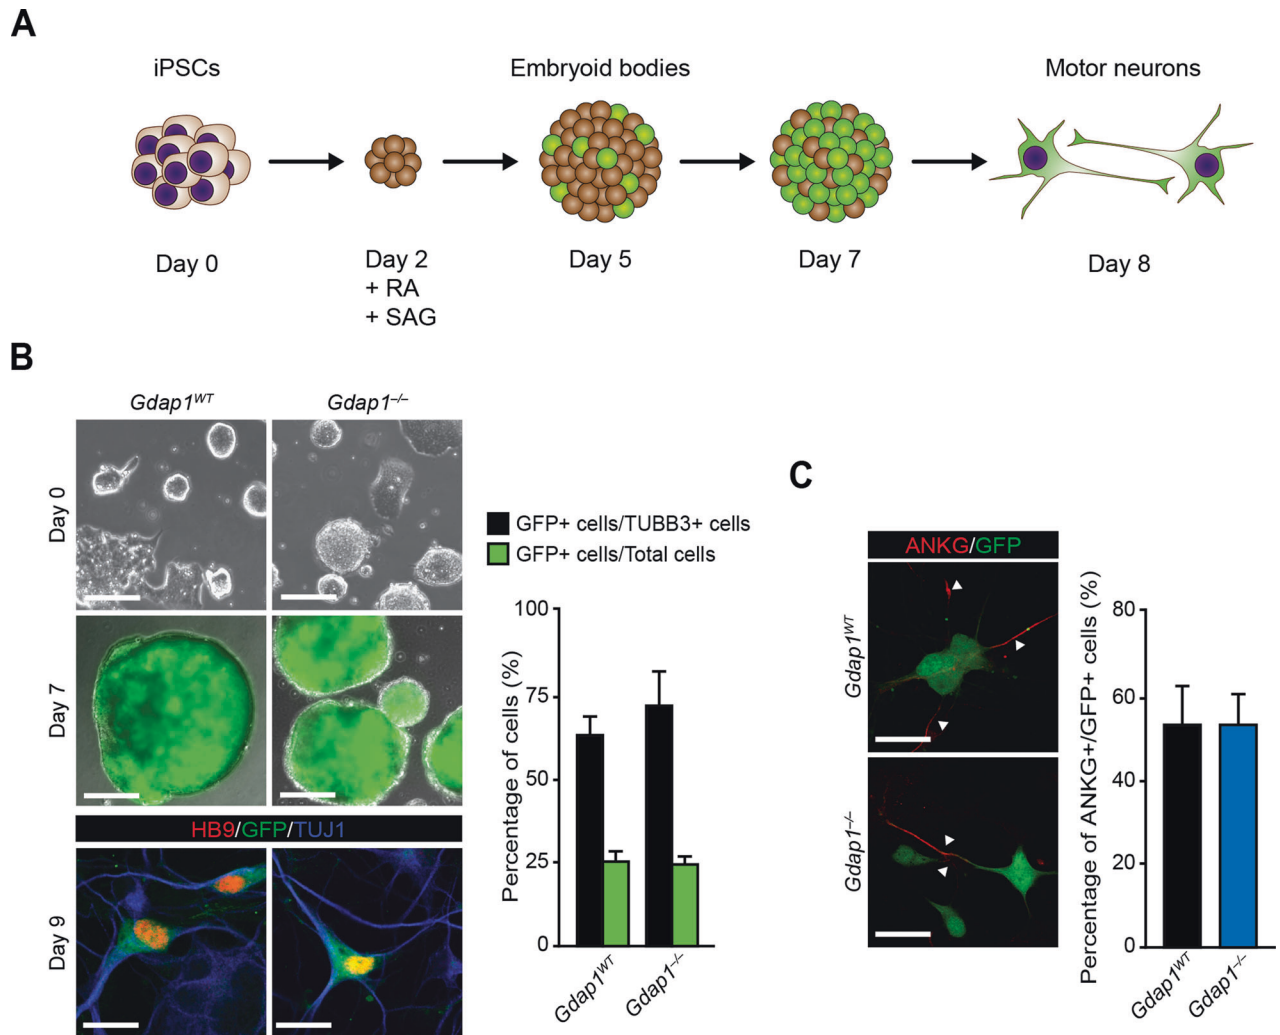 A
iPSCs
Embryoid bodies
Motor neurons
Day 0
Day 2
+ RA
+ SAG
Day 5
Day 7
Day 8
B
Gdap1WT
Gdap1–/–
Day 0
Day 7
HB9/GFP/TUJ1
Day 9
GFP+ cells/TUBB3+ cells
GFP+ cells/Total cells
Percentage of cells (%)
100
75
50
25
0
Gdap1WT
Gdap1–/–
C
ANKG/GFP
Gdap1WT
Gdap1–/–
Percentage of ANKG+/GFP+ cells (%)
80
60
40
20
0
Gdap1WT
Gdap1–/–